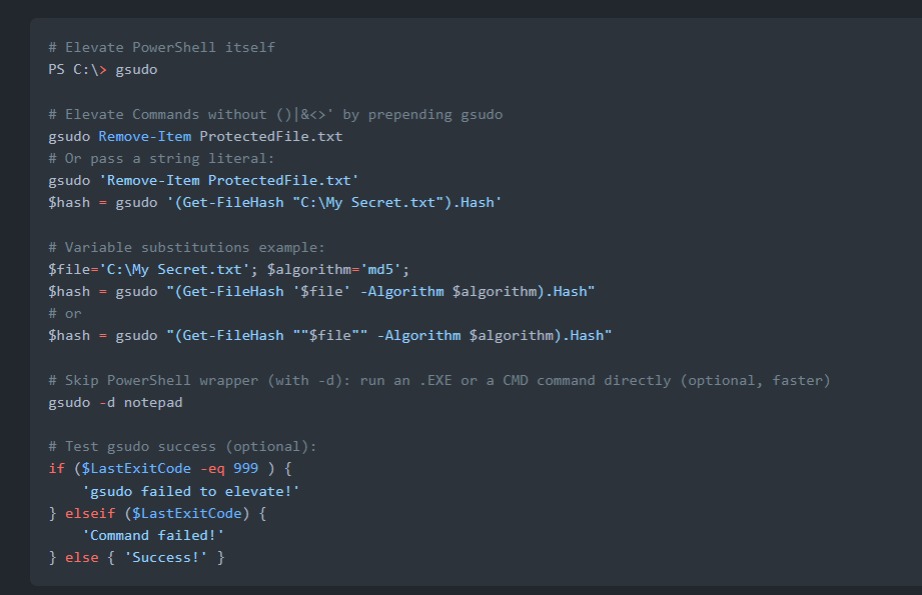 # Elevate PowerShell itself
PS C:\> gsudo
# Elevate Commands without ()|&<>' by prepending gsudo
gsudo Remove-Item ProtectedFile.txt
# Or pass a string literal:
gsudo 'Remove-Item ProtectedFile.txt'
$hash = gsudo '(Get-FileHash "C:\My Secret.txt").Hash'
# Variable substitutions example:
$file='C:\My Secret.txt'; $algorithm='md5';
$hash = gsudo "(Get-FileHash '$file' -Algorithm $algorithm).Hash"
# or
$hash = gsudo "(Get-FileHash ""$file"" -Algorithm $algorithm).Hash"
# Skip PowerShell wrapper (with -d): run an .EXE or a CMD command directly (optional, faster)
gsudo -d notepad
# Test gsudo success (optional):
if ($LastExitCode -eq 999 ) {
    'gsudo failed to elevate!'
} elseif ($LastExitCode) {
    'Command failed!'
} else { 'Success!' }